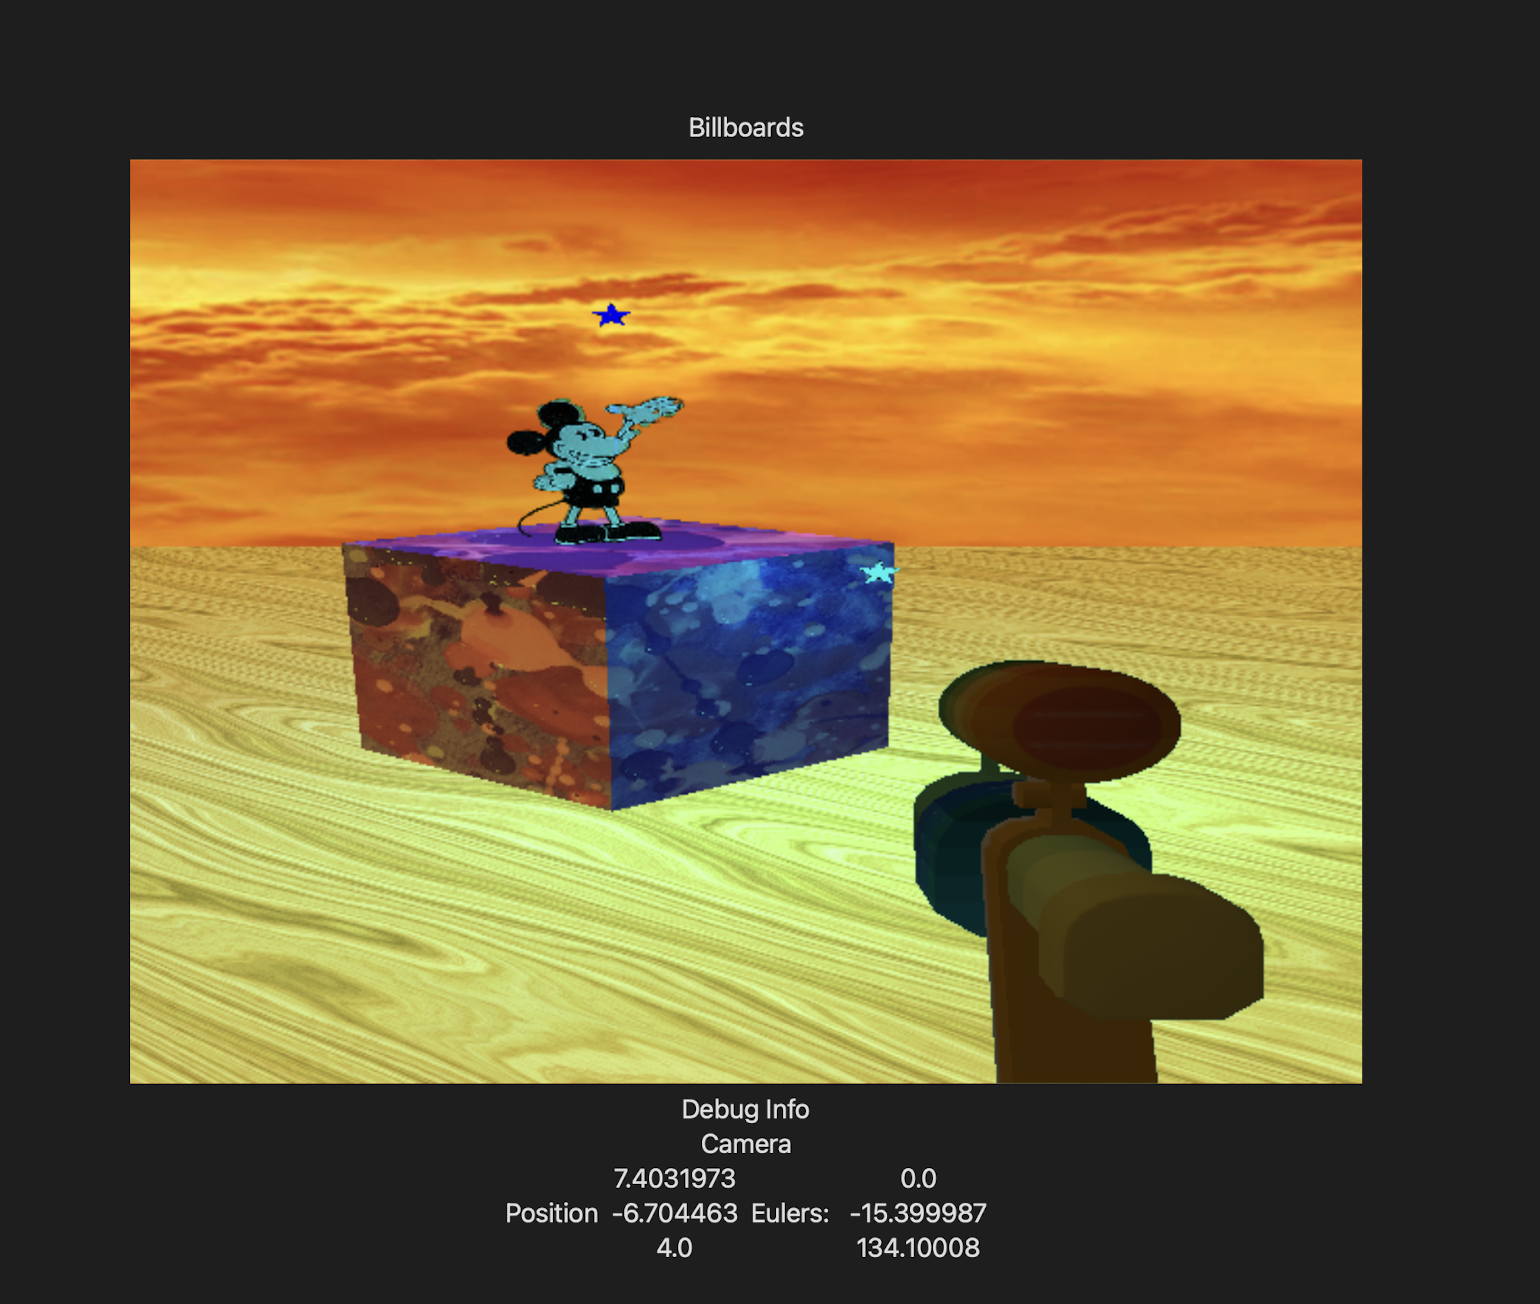 Billboards
Debug Info
Camera
7.4031973 0.0
Position -6.704463 Eulers: -15.399987
4.0 134.10008